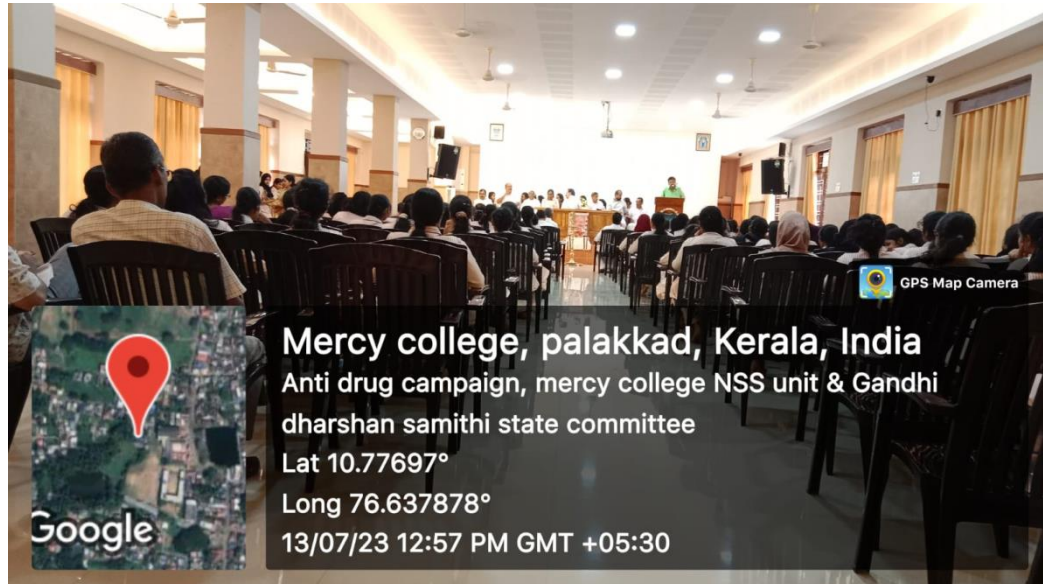 GPS Map Camera
Mercy college, palakkad, Kerala, India
Anti drug campaign, mercy college NSS unit & Gandhi
dharshan samithi state committee
Lat 10.77697°
Long 76.637878°
13/07/23 12:57 PM GMT +05:30
Google